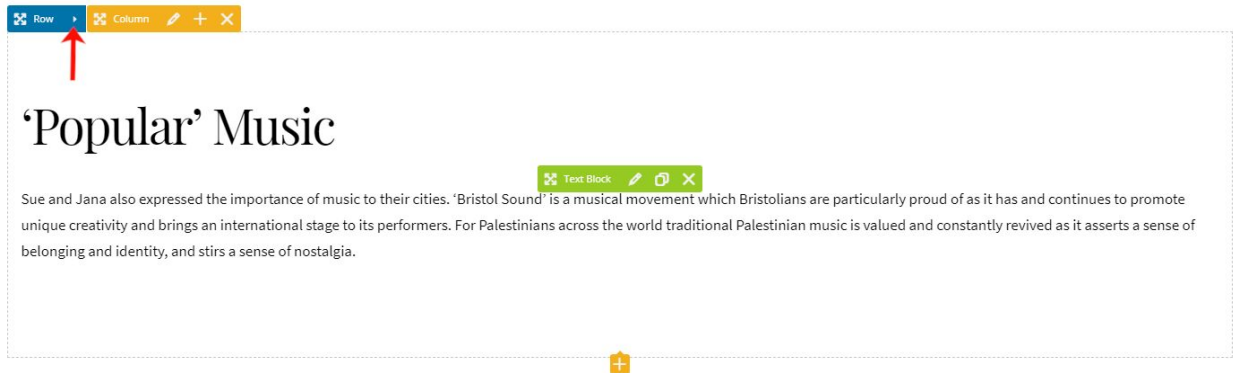 Row Column
‘Popular’ Music
Text Block
Sue and Jana also expressed the importance of music to their cities. ‘Bristol Sound’ is a musical movement which Bristolians are particularly proud of as it has and continues to promote
unique creativity and brings an international stage to its performers. For Palestinians across the world traditional Palestinian music is valued and constantly revived as it asserts a sense of
belonging and identity, and stirs a sense of nostalgia.